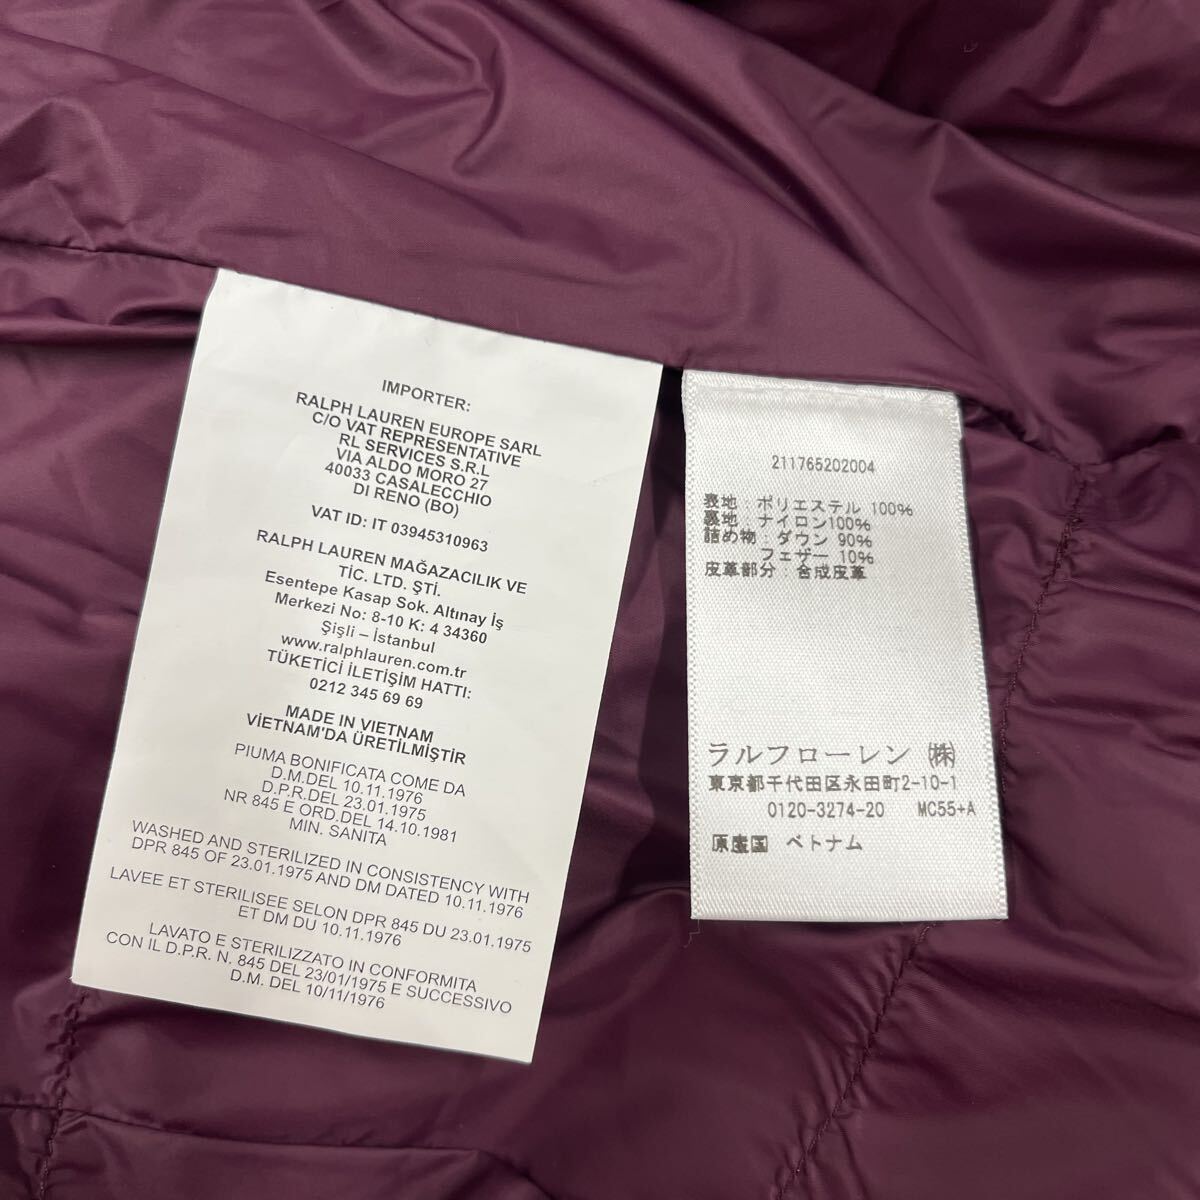 IMPORTER:
RALPH LAUREN EUROPE SARL
C/O VAT REPRESENTATIVE
RL SERVICES S.R.L
VIA ALDO MORO 27
40033 CASALECCHIO
DI RENO (BO)
VAT ID: IT 03945310963
RALPH LAUREN MAĞAZACILIK VE
TİC. LTD. ŞTİ.
Esentepe Kasap Sok. Altınay İş
Merkezi No: 8-10 K: 4 34360
Şişli – İstanbul
www.ralphlauren.com.tr
TÜKETİCİ İLETİŞİM HATTI:
0212 345 69 69
MADE IN VIETNAM
VİETNAM'DA ÜRETİLMİŞTİR
PIUMA BONIFICATA COME DA
D.M.DEL 10.11.1976
D.P.R.DEL 23.01.1975
NR 845 E ORD.DEL 14.10.1981
MIN. SANITA
WASHED AND STERILIZED IN CONSISTENCY WITH
DPR 845 OF 23.01.1975 AND DM DATED 10.11.1976
LAVEE ET STERILISEE SELON DPR 845 DU 23.01.1975
ET DM DU 10.11.1976
LAVATO E STERILIZZATO IN CONFORMITA
CON IL D.P.R. N. 845 DEL 23/01/1975 E SUCCESSIVO
D.M. DEL 10/11/1976
211765202004
表地:ポリエステル 100%
裏地:ナイロン100%
詰め物:ダウン 90%
フェザー 10%
皮革部分:合成皮革
ラルフローレン ㈱
東京都千代田区永田町2-10-1
0120-3274-20 MC55+A
原産国 ベトナム